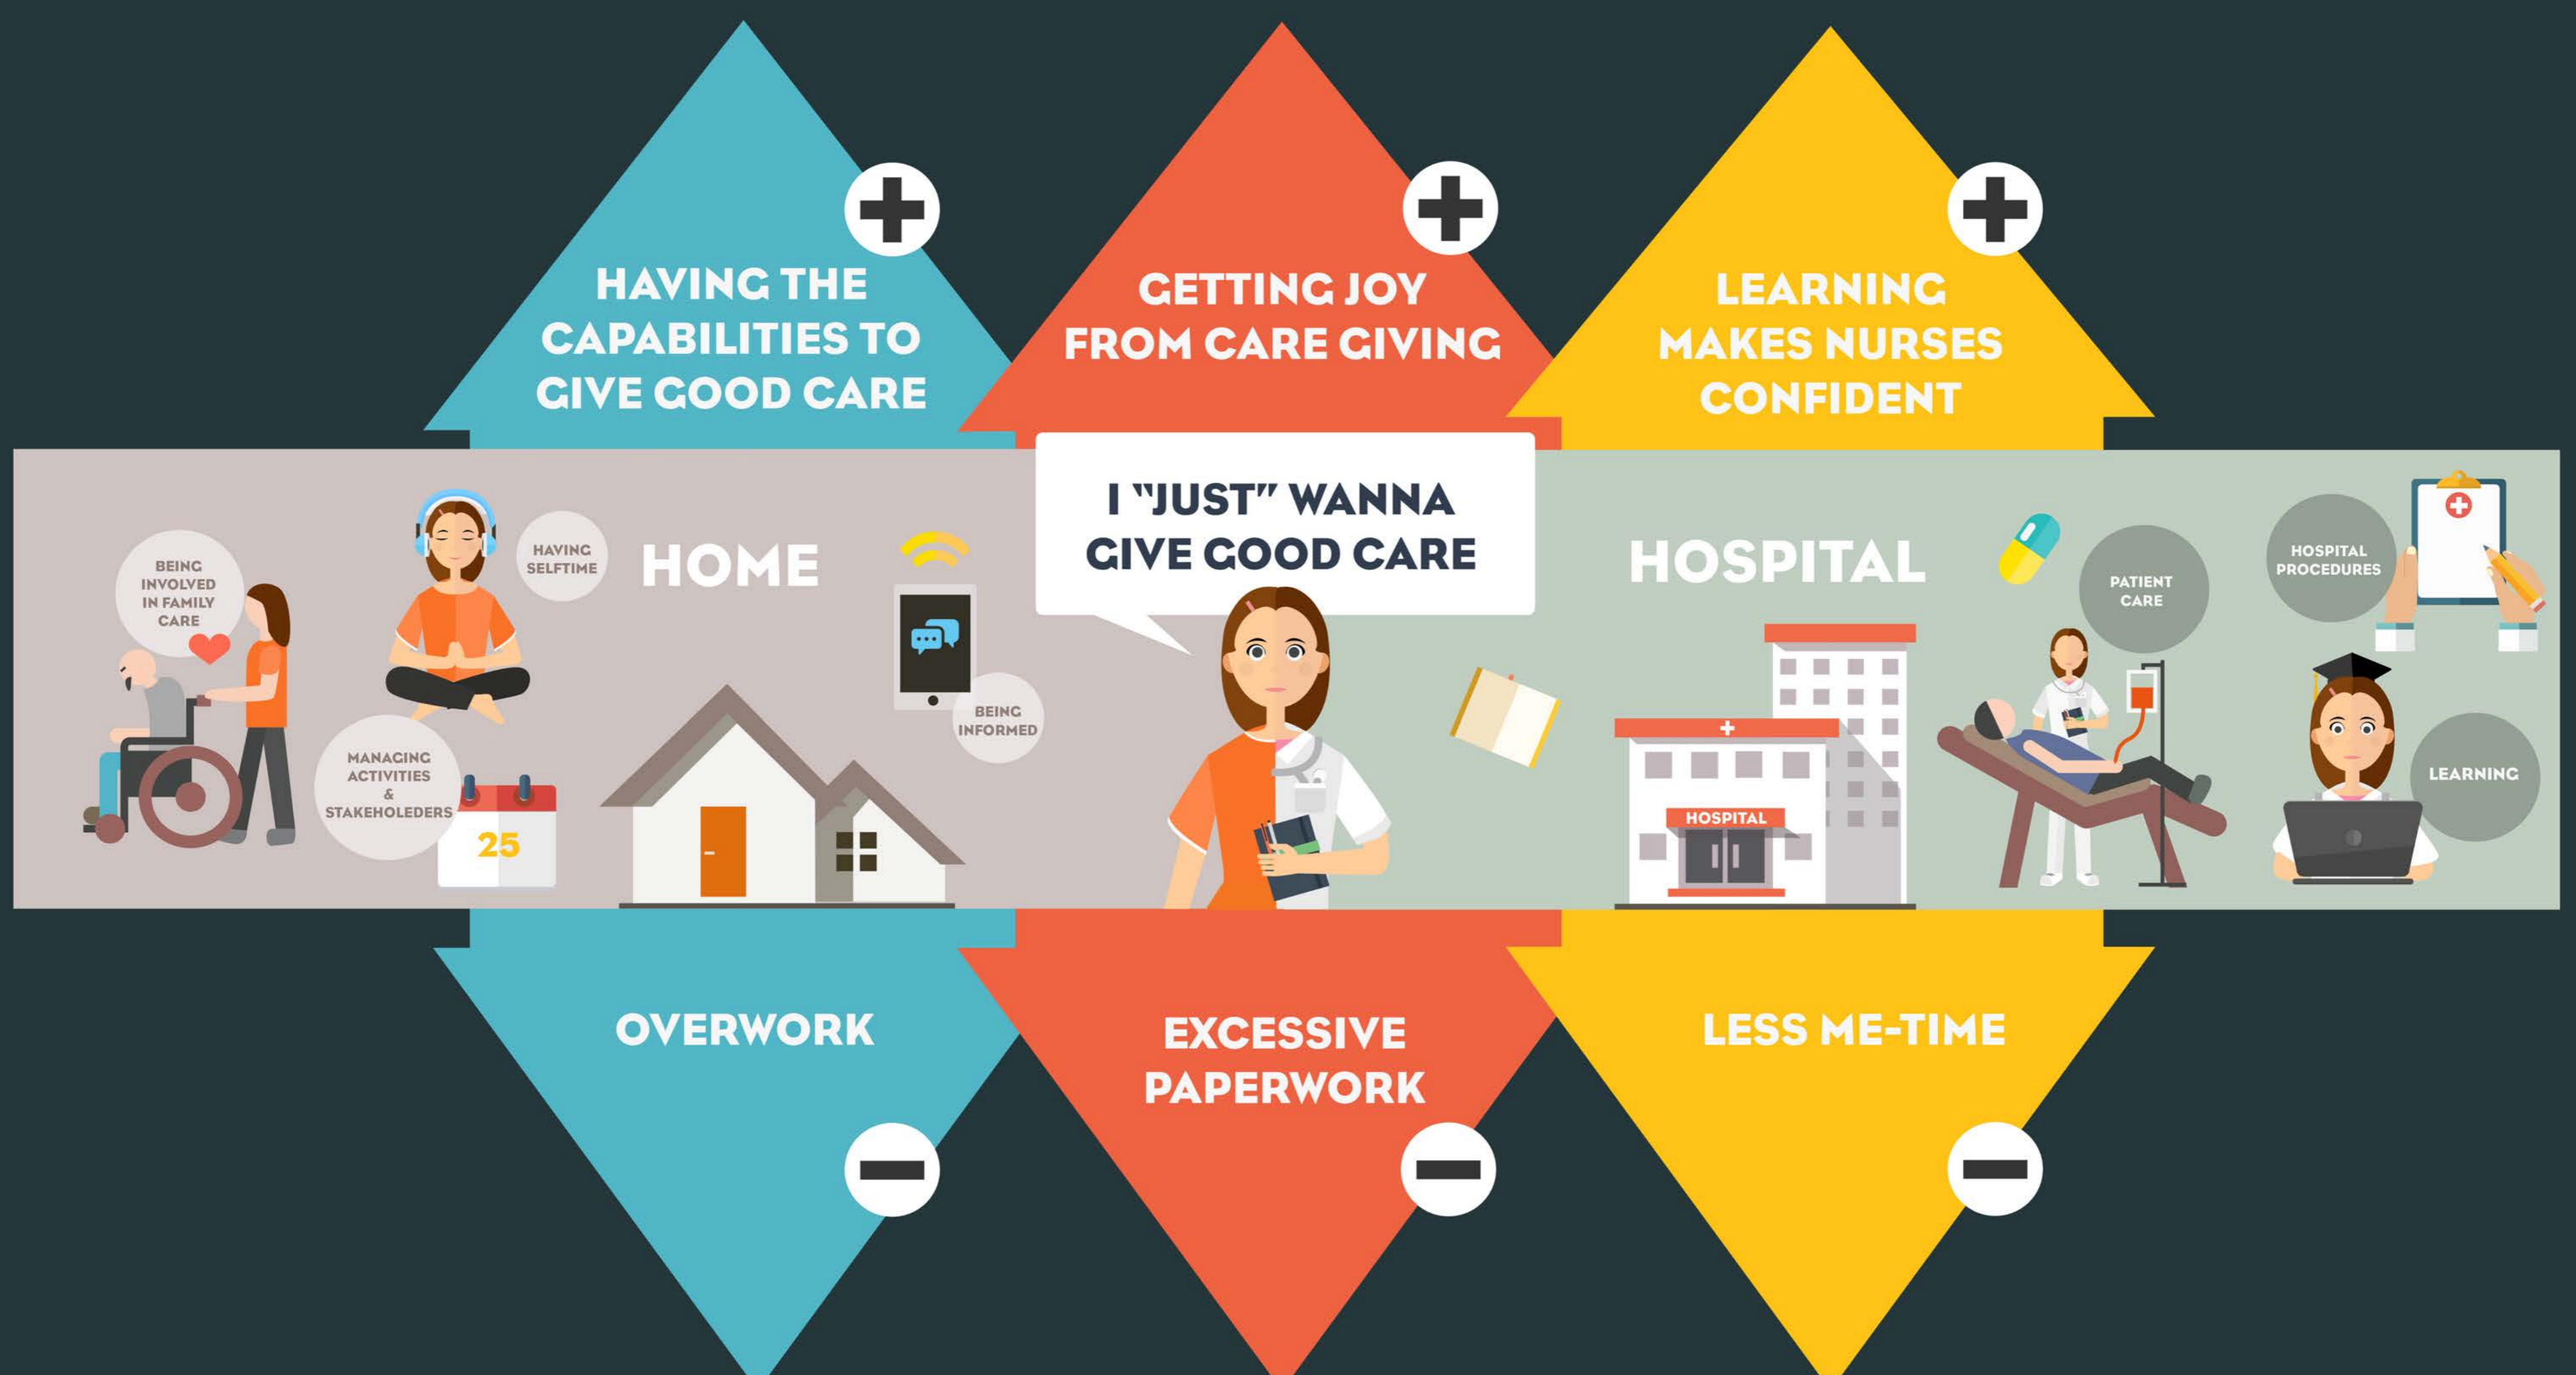 HAVING THE
CAPABILITIES TO
GIVE GOOD CARE
GETTING JOY
FROM CARE GIVING
LEARNING
MAKES NURSES
CONFIDENT
BEING
INVOLVED
IN FAMILY
CARE
HAVING
SELFTIME
HOME
MANAGING
ACTIVITIES
&
STAKEHOLEDERS
25
BEING
INFORMED
I "JUST" WANNA
GIVE GOOD CARE
HOSPITAL
HOSPITAL
PATIENT
CARE
HOSPITAL
PROCEDURES
LEARNING
OVERWORK
EXCESSIVE
PAPERWORK
LESS ME-TIME